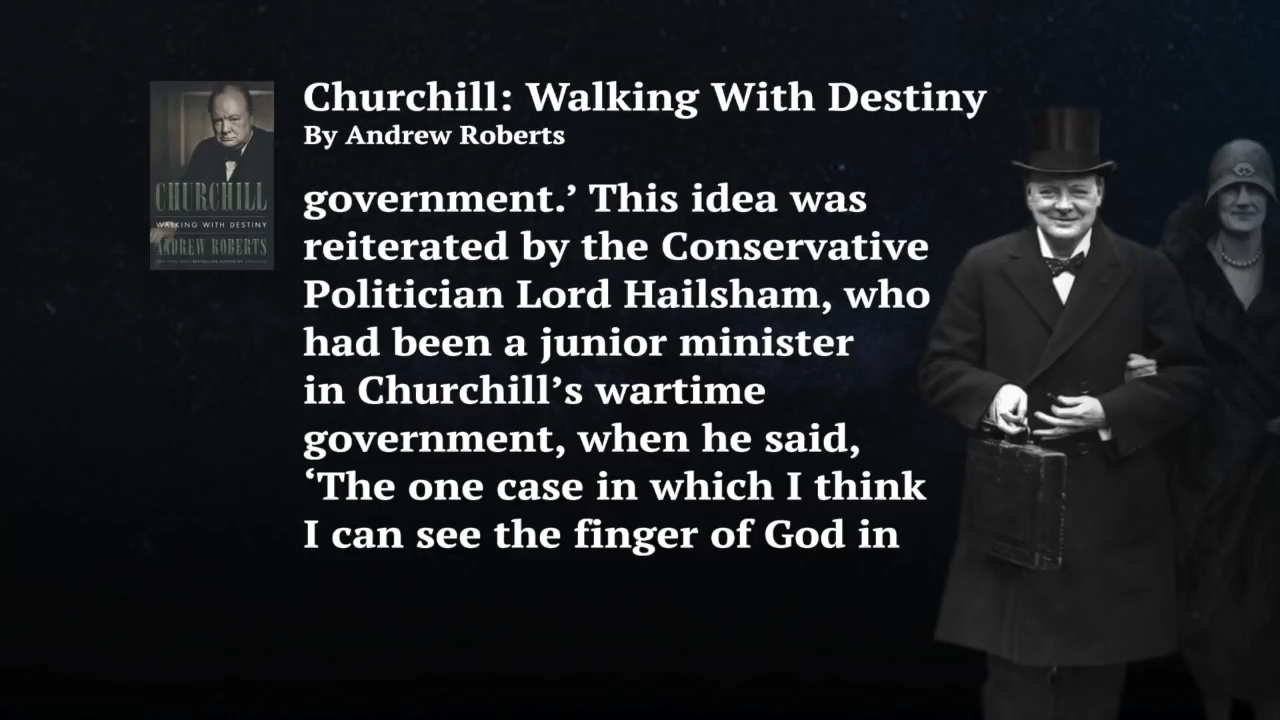 Churchill: Walking With Destiny
By Andrew Roberts
CHURCHILL
WALKING WITH DESTINY
ANDREW ROBERTS
government.’ This idea was
reiterated by the Conservative
Politician Lord Hailsham, who
had been a junior minister
in Churchill’s wartime
government, when he said,
‘The one case in which I think
I can see the finger of God in